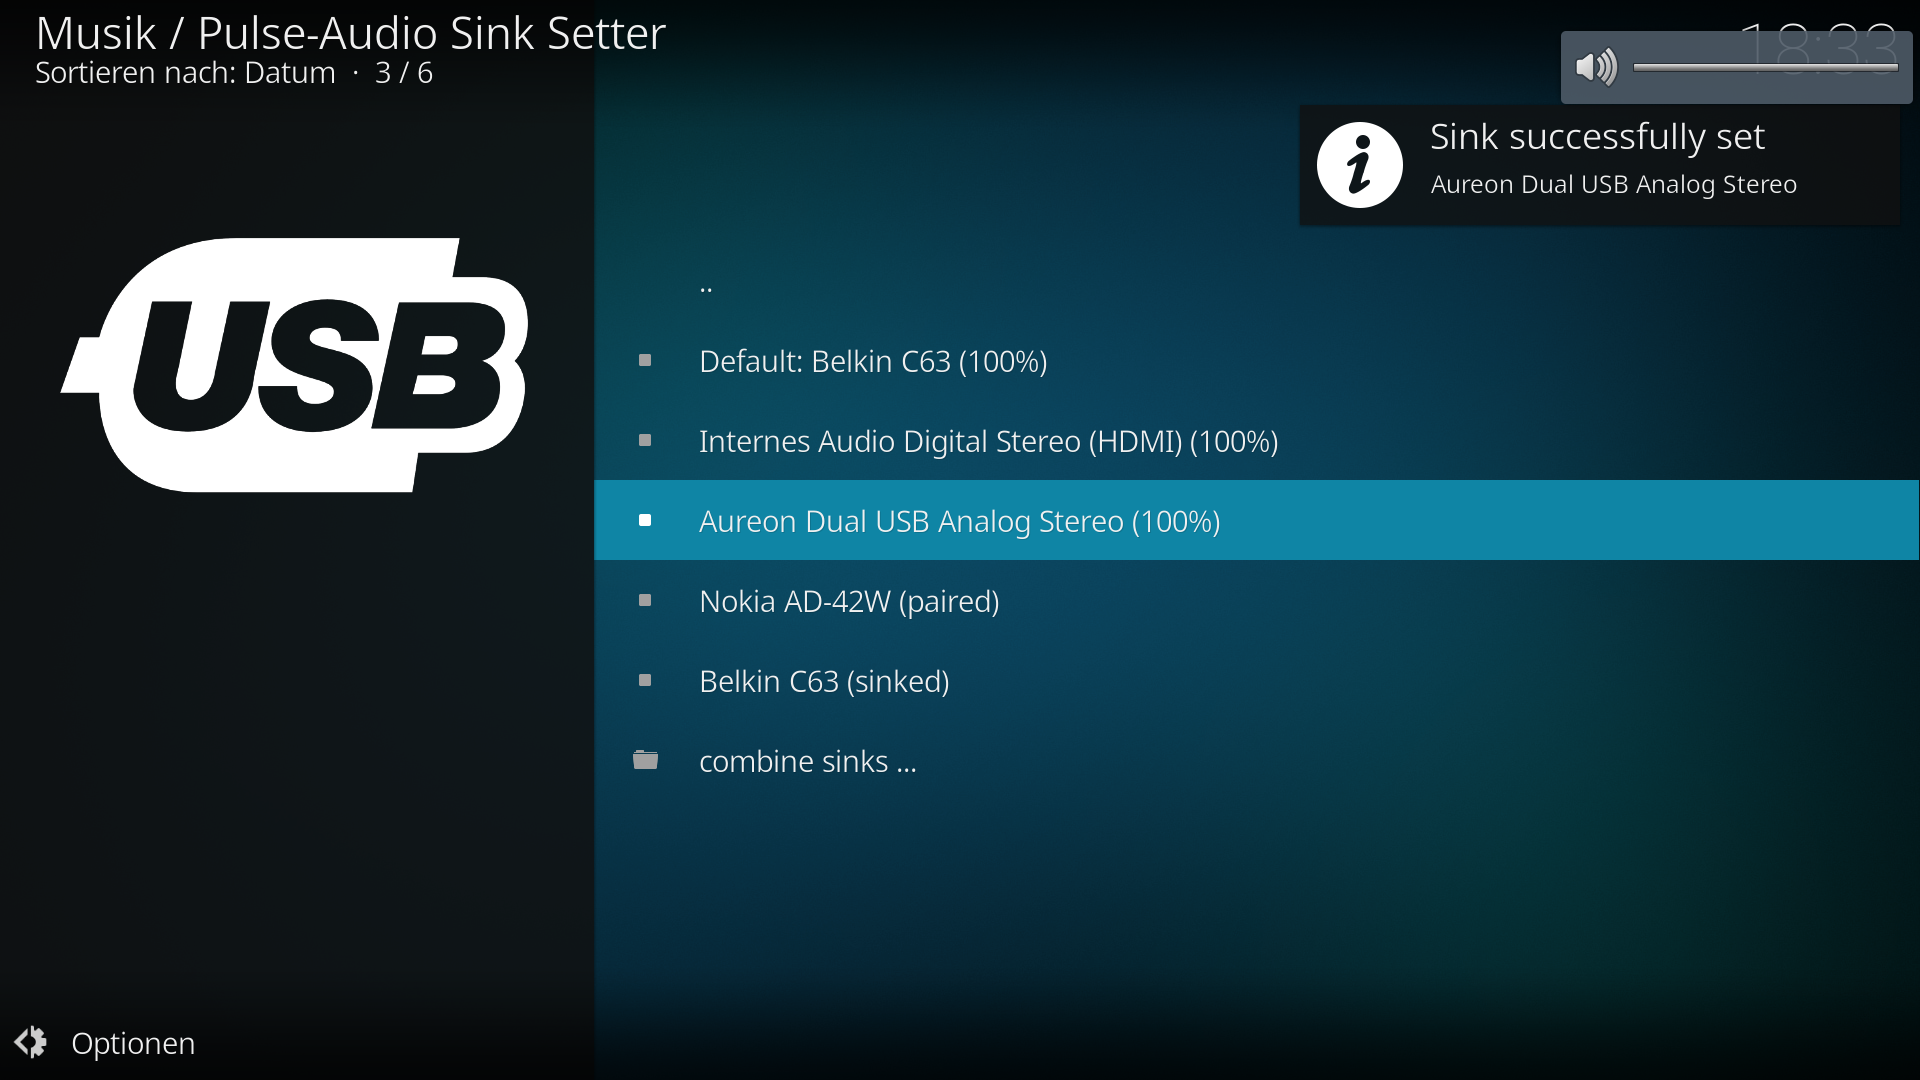 Musik / Pulse-Audio Sink Setter
Sortieren nach: Datum · 3 / 6
18:33
Sink successfully set
Aureon Dual USB Analog Stereo
USB
..
Default: Belkin C63 (100%)
Internes Audio Digital Stereo (HDMI) (100%)
Aureon Dual USB Analog Stereo (100%)
Nokia AD-42W (paired)
Belkin C63 (sinked)
combine sinks ...
Optionen